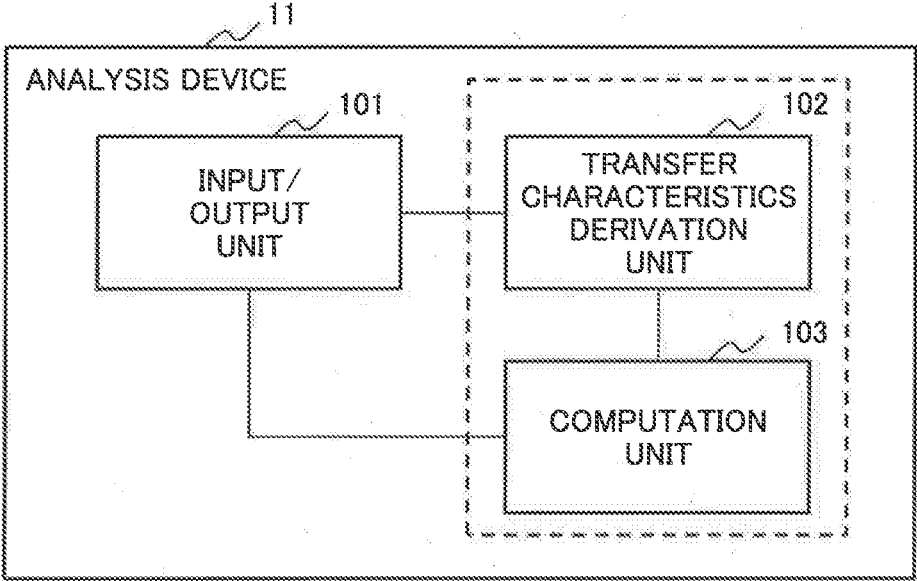 11
ANALYSIS DEVICE
101
INPUT/
OUTPUT
UNIT
102
TRANSFER
CHARACTERISTICS
DERIVATION
UNIT
103
COMPUTATION
UNIT